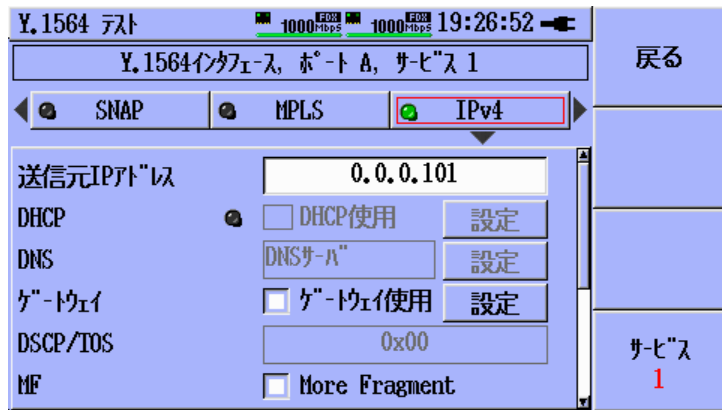 Y.1564 ﾃｽﾄ 1000 FDX Mbps 1000 FDX Mbps 19:26:52
Y.1564ｲﾝﾀﾌｪｰｽ, ﾎﾟｰﾄ A, ｻｰﾋﾞｽ 1
戻る
SNAP MPLS IPv4
送信元IPｱﾄﾞﾚｽ 0.0.0.101
DHCP DHCP使用 設定
DNS DNSｻｰﾊﾞ 設定
ｹﾞｰﾄｳｪｲ ｹﾞｰﾄｳｪｲ使用 設定
DSCP/TOS 0x00
MF More Fragment
ｻｰﾋﾞｽ
1